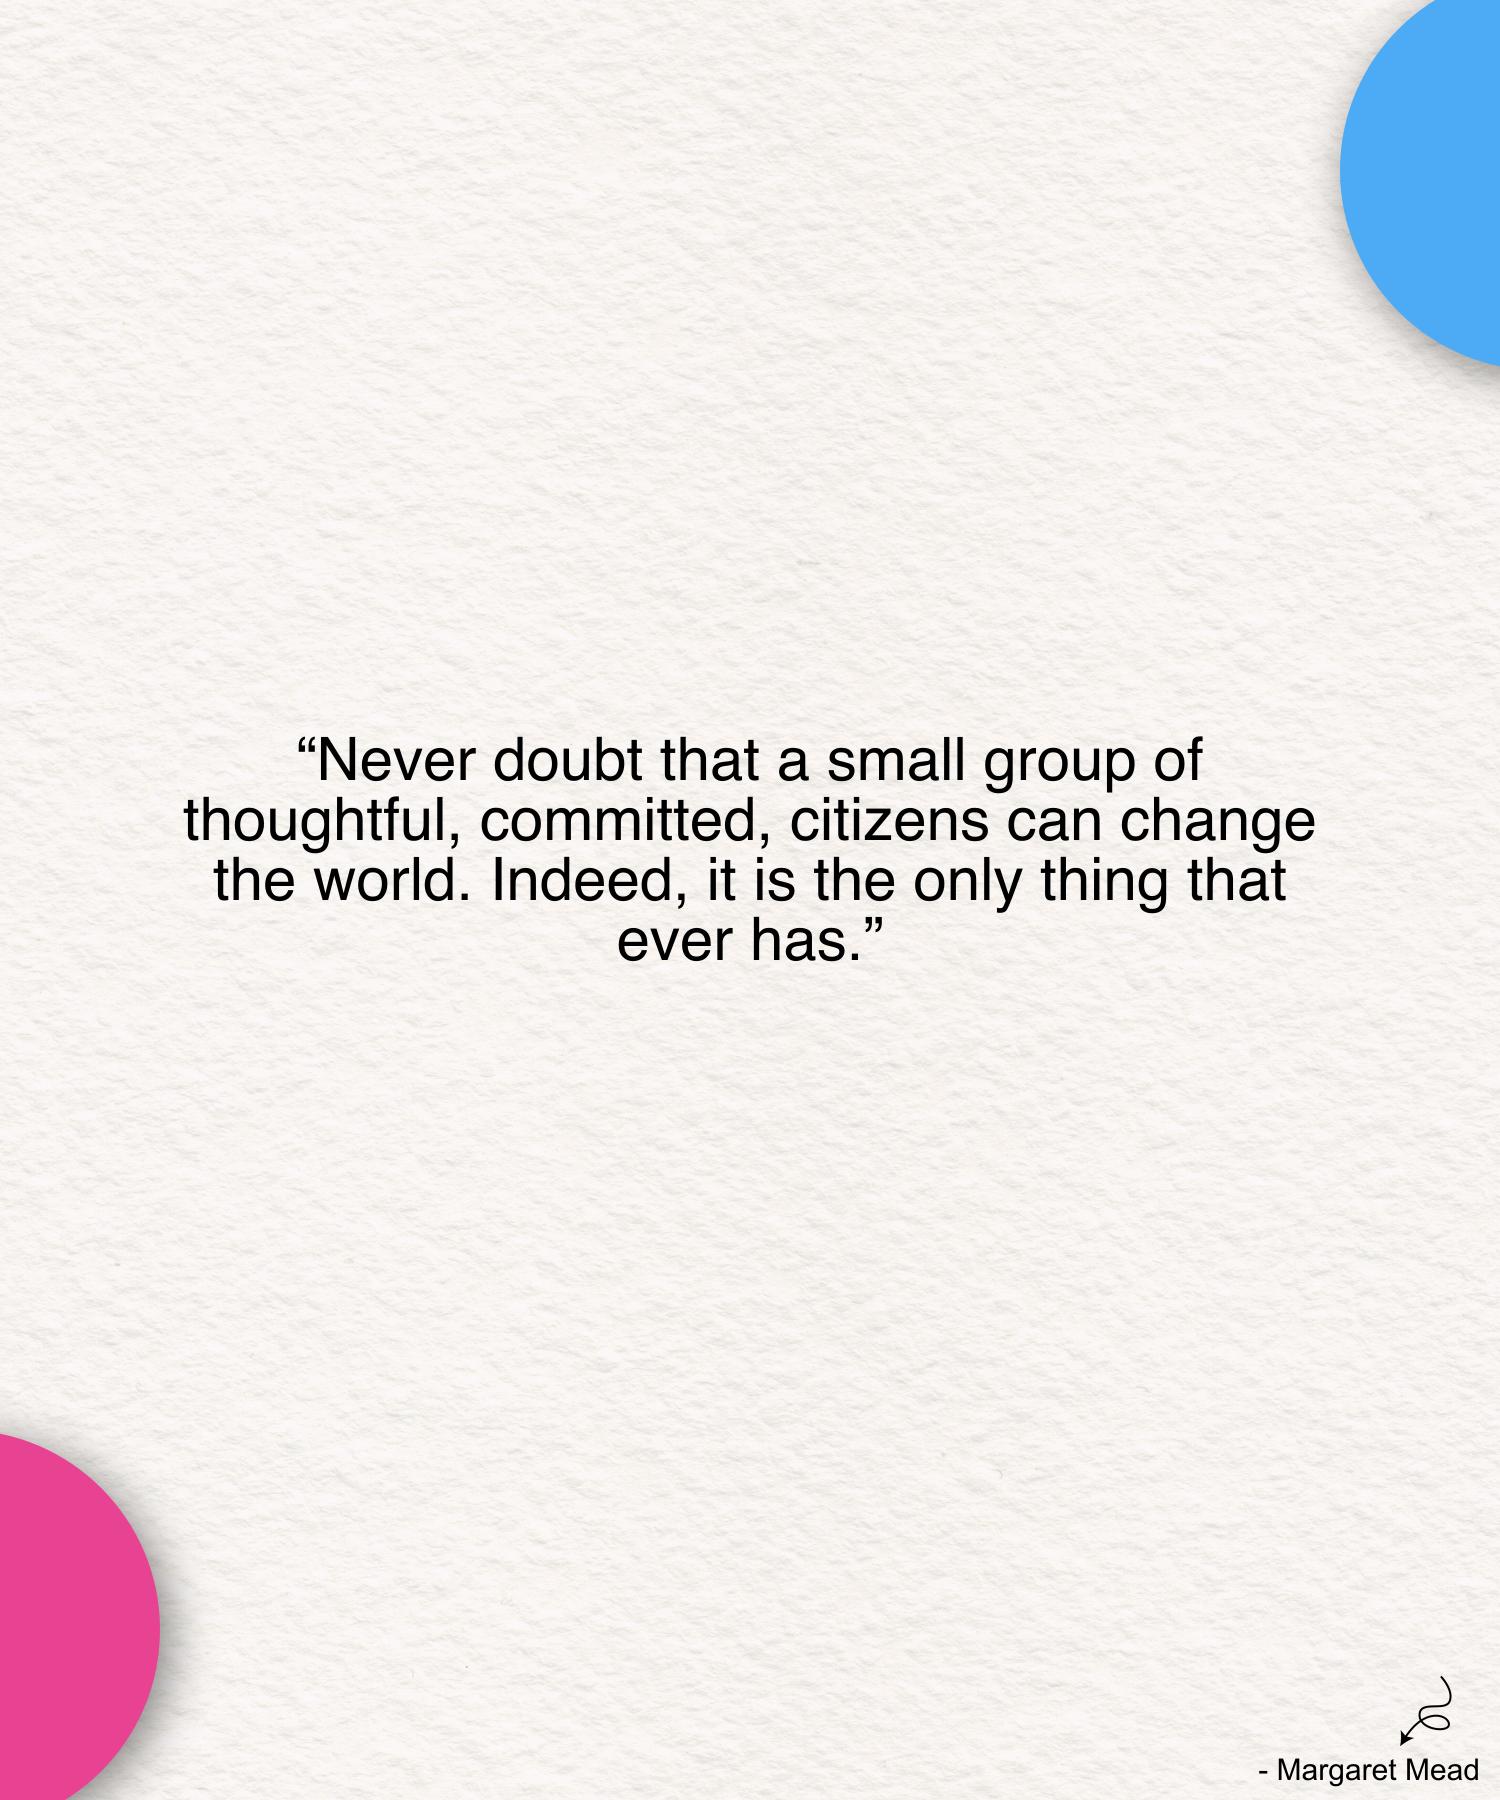 “Never doubt that a small group of
thoughtful, committed, citizens can change
the world. Indeed, it is the only thing that
ever has.”
- Margaret Mead